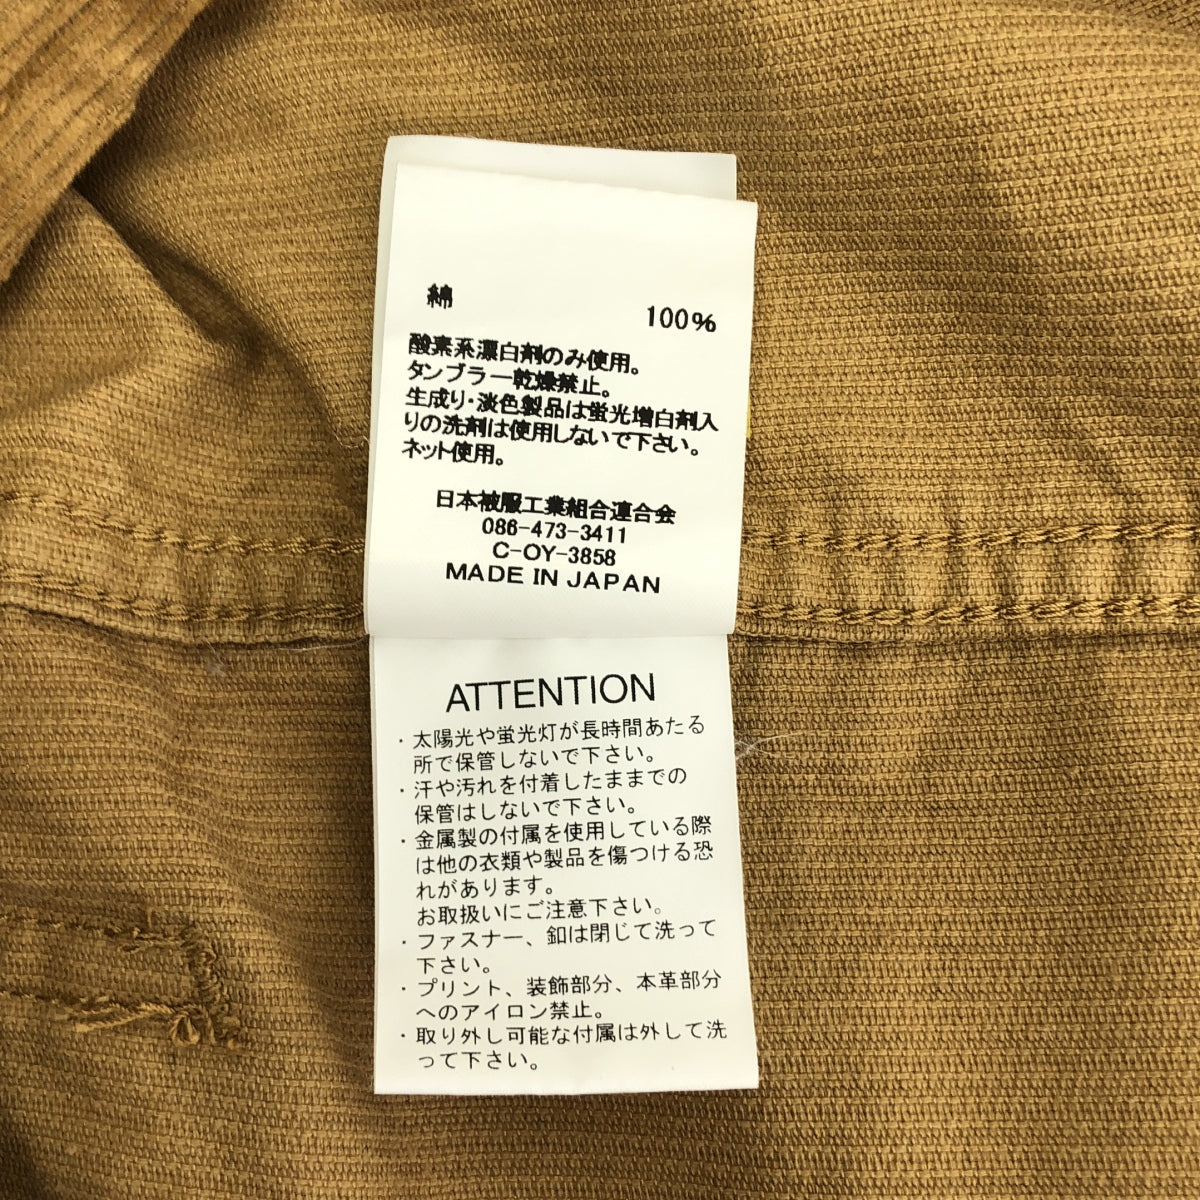 綿 100%
酸素系漂白剤のみ使用。
タンブラー乾燥禁止。
生成り・淡色製品は蛍光増白剤入
りの洗剤は使用しないで下さい。
ネット使用。
日本被服工業組合連合会
086-473-3411
C-OY-3858
MADE IN JAPAN
ATTENTION
・太陽光や蛍光灯が長時間あたる
所で保管しないで下さい。
・汗や汚れを付着したままでの
保管はしないで下さい。
・金属製の付属を使用している際
は他の衣類や製品を傷つける恐
れがあります。
お取扱いにご注意下さい。
・ファスナー、釦は閉じて洗って
下さい。
・プリント、装飾部分、本革部分
へのアイロン禁止。
・取り外し可能な付属は外して洗
って下さい。